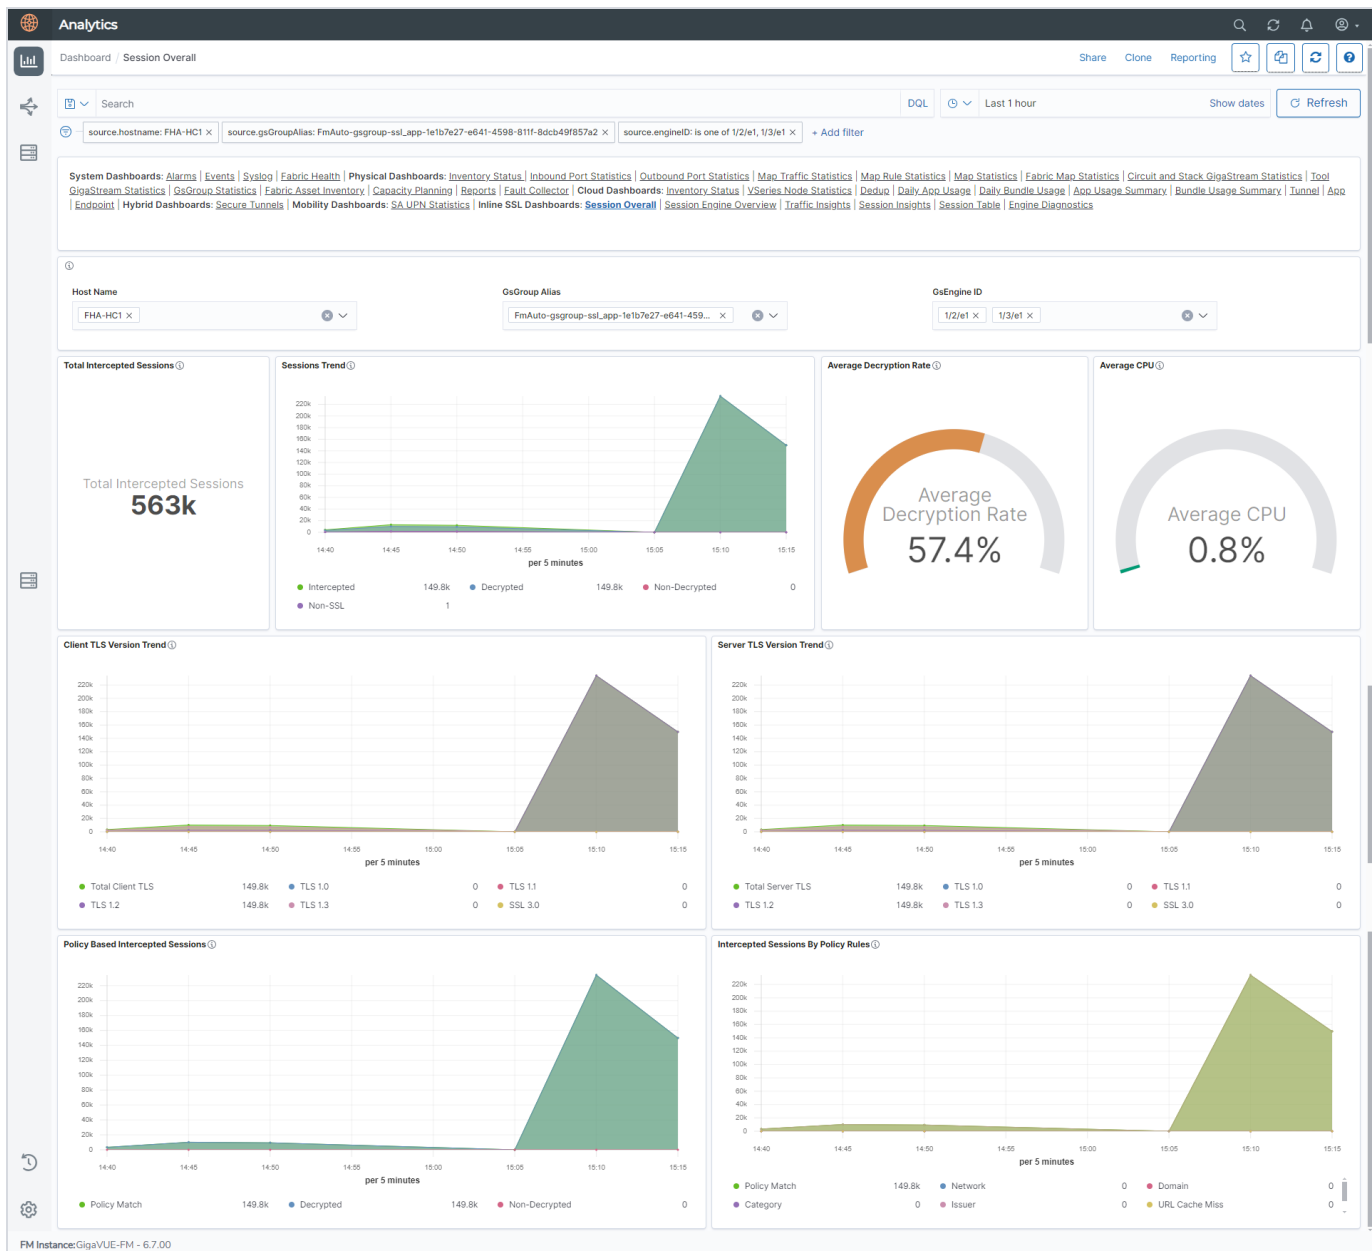 Analytics
Dashboard / Session Overall
Share Clone Reporting
Search DQL Last 1 hour Show dates Refresh
source.hostname: FHA-HC1 × source.gsGroupAlias: FmAuto-gsgroup-ssl_app-1e1b7e27-e641-4598-811f-8dcb49f857a2 × source.engineID: is one of 1/2/e1, 1/3/e1 × + Add filter
System Dashboards: Alarms | Events | Syslog | Fabric Health | Physical Dashboards: Inventory Status | Inbound Port Statistics | Outbound Port Statistics | Map Traffic Statistics | Map Rule Statistics | Map Statistics | Fabric Map Statistics | Circuit and Stack GigaStream Statistics | Tool
GigaStream Statistics | GsGroup Statistics | Fabric Asset Inventory | Capacity Planning | Reports | Fault Collector | Cloud Dashboards: Inventory Status | VSeries Node Statistics | Dedup | Daily App Usage | Daily Bundle Usage | App Usage Summary | Bundle Usage Summary | Tunnel | App
| Endpoint | Hybrid Dashboards: Secure Tunnels | Mobility Dashboards: SA UPN Statistics | Inline SSL Dashboards: Session Overall | Session Engine Overview | Traffic Insights | Session Insights | Session Table | Engine Diagnostics
Host Name GsGroup Alias GsEngine ID
FHA-HC1 × FmAuto-gsgroup-ssl_app-1e1b7e27-e641-459... × 1/2/e1 × 1/3/e1 ×
Total Intercepted Sessions
Total Intercepted Sessions
563k
Sessions Trend
220k
200k
180k
160k
140k
120k
100k
80k
60k
40k
20k
0
14:40 14:45 14:50 14:55 15:00 15:05 15:10 15:15
per 5 minutes
Intercepted 149.8k Decrypted 149.8k Non-Decrypted 0
Non-SSL 1
Average Decryption Rate
Average
Decryption Rate
57.4%
Average CPU
Average CPU
0.8%
Client TLS Version Trend
220k
200k
180k
160k
140k
120k
100k
80k
60k
40k
20k
0
14:40 14:45 14:50 14:55 15:00 15:05 15:10 15:15
per 5 minutes
Total Client TLS 149.8k TLS 1.0 0 TLS 1.1 0
TLS 1.2 149.8k TLS 1.3 0 SSL 3.0 0
Server TLS Version Trend
220k
200k
180k
160k
140k
120k
100k
80k
60k
40k
20k
0
14:40 14:45 14:50 14:55 15:00 15:05 15:10 15:15
per 5 minutes
Total Server TLS 149.8k TLS 1.0 0 TLS 1.1 0
TLS 1.2 149.8k TLS 1.3 0 SSL 3.0 0
Policy Based Intercepted Sessions
220k
200k
180k
160k
140k
120k
100k
80k
60k
40k
20k
0
14:40 14:45 14:50 14:55 15:00 15:05 15:10 15:15
per 5 minutes
Policy Match 149.8k Decrypted 149.8k Non-Decrypted 0
Intercepted Sessions By Policy Rules
220k
200k
180k
160k
140k
120k
100k
80k
60k
40k
20k
0
14:40 14:45 14:50 14:55 15:00 15:05 15:10 15:15
per 5 minutes
Policy Match 149.8k Network 0 Domain 0
Category 0 Issuer 0 URL Cache Miss 0
FM Instance:GigaVUE-FM - 6.7.00